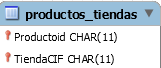 productos_tiendas
Productoid CHAR(11)
TiendaCIF CHAR(11)